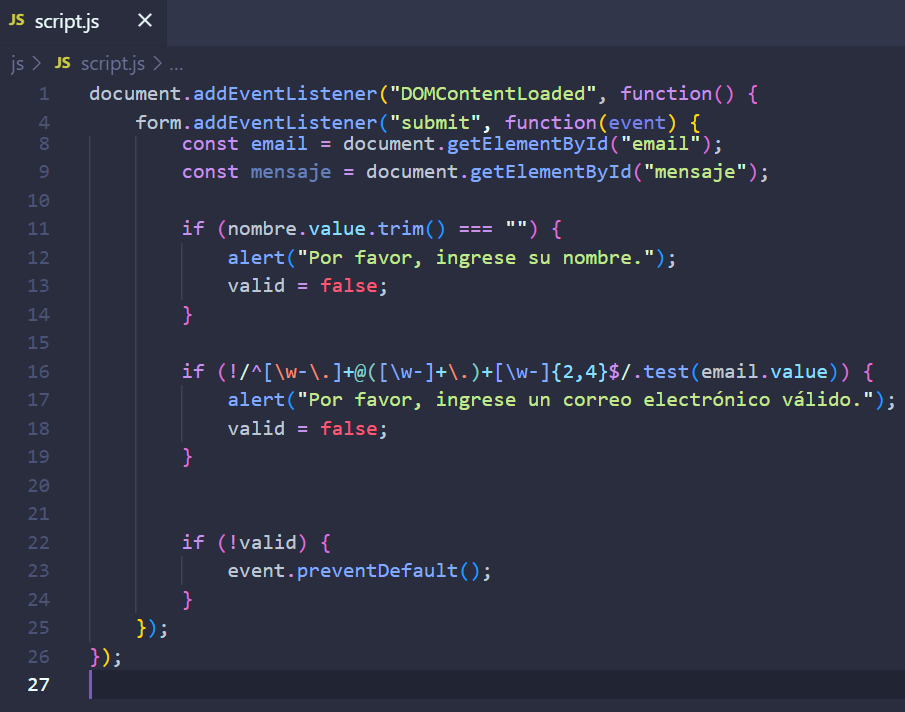 JS script.js ×
js > JS script.js > ...
1 document.addEventListener("DOMContentLoaded", function() {
4 form.addEventListener("submit", function(event) {
8 const email = document.getElementById("email");
9 const mensaje = document.getElementById("mensaje");
10
11 if (nombre.value.trim() === "") {
12 alert("Por favor, ingrese su nombre.");
13 valid = false;
14 }
15
16 if (!/^[\w-\.]+@([\w-]+\.)+[\w-]{2,4}$/.test(email.value)) {
17 alert("Por favor, ingrese un correo electrónico válido.");
18 valid = false;
19 }
20
21
22 if (!valid) {
23 event.preventDefault();
24 }
25 });
26 });
27